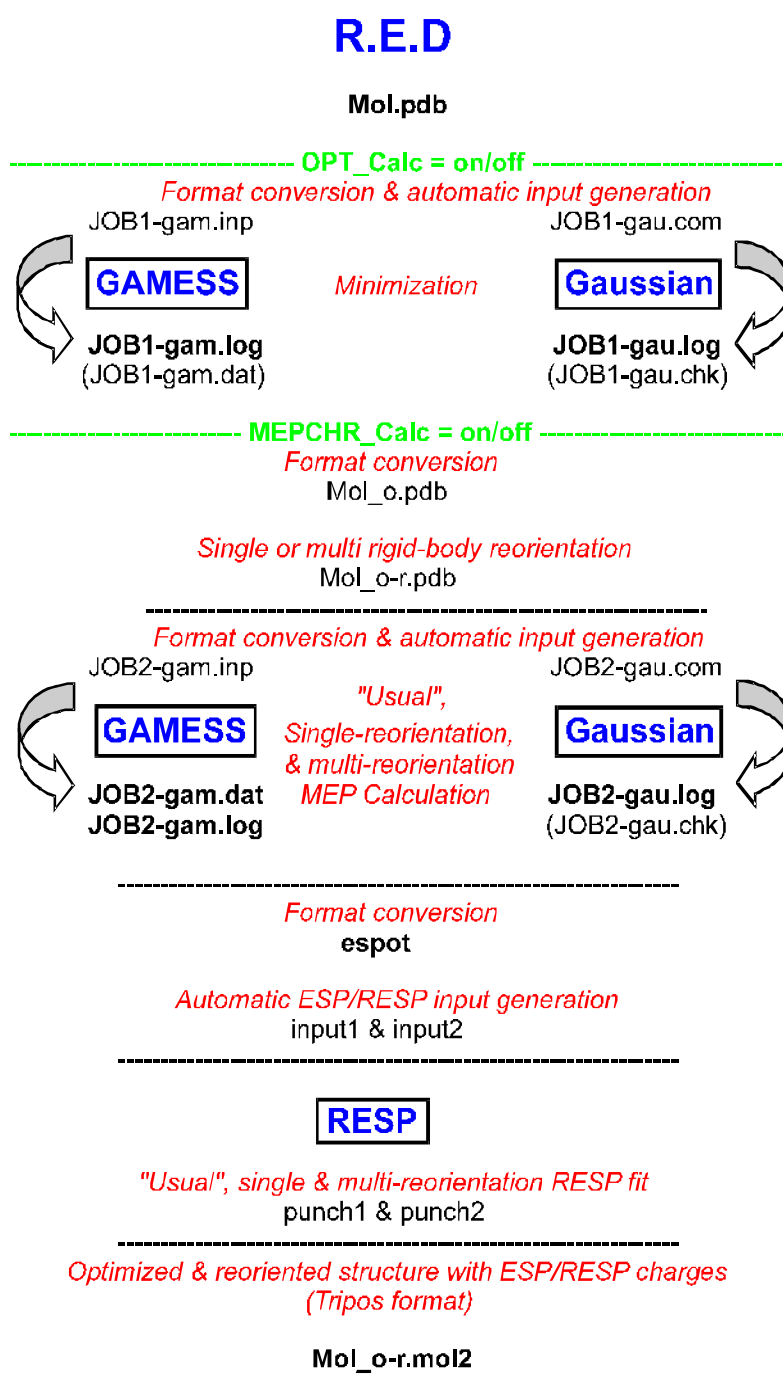 R.E.D
Mol.pdb
OPT_Calc = on/off
Format conversion & automatic input generation
JOB1-gam.inp
JOB1-gau.com
GAMESS
Minimization
Gaussian
JOB1-gam.log
JOB1-gau.log
(JOB1-gam.dat)
(JOB1-gau.chk)
MEPCHR_Calc = on/off
Format conversion
Mol_o.pdb
Single or multi rigid-body reorientation
Mol_o-r.pdb
Format conversion & automatic input generation
JOB2-gam.inp
JOB2-gau.com
"Usual",
GAMESS
Single-reorientation,
Gaussian
& multi-reorientation
JOB2-gam.dat
MEP Calculation
JOB2-gau.log
JOB2-gam.log
(JOB2-gau.chk)
Format conversion
espot
Automatic ESP/RESP input generation
input1 & input2
RESP
"Usual", single & multi-reorientation RESP fit
punch1 & punch2
Optimized & reoriented structure with ESP/RESP charges
(Tripos format)
Mol_o-r.mol2